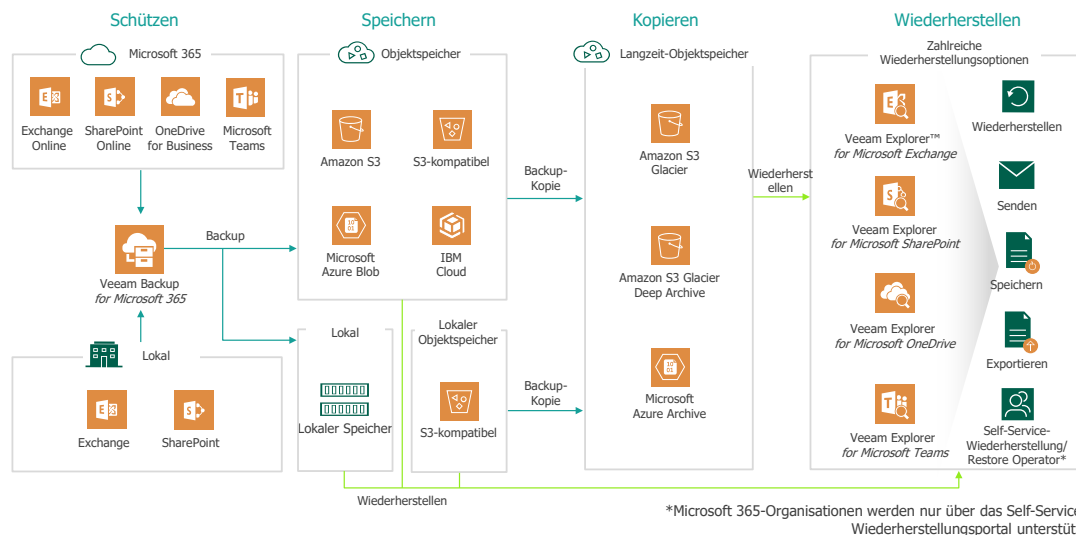 Schützen
Speichern
Kopieren
Wiederherstellen
Microsoft 365
Exchange
Online
SharePoint
Online
OneDrive
for Business
Microsoft
Teams
Veeam Backup
for Microsoft 365
Lokal
Exchange
SharePoint
Backup
Objektspeicher
Amazon S3
S3-kompatibel
Microsoft
Azure Blob
IBM
Cloud
Lokal
Lokaler Speicher
Lokaler
Objektspeicher
S3-kompatibel
Backup-
Kopie
Backup-
Kopie
Langzeit-Objektspeicher
Amazon S3
Glacier
Amazon S3 Glacier
Deep Archive
Microsoft
Azure Archive
Wiederherst
ellen
Wiederherstellen
Zahlreiche
Wiederherstellungsoptionen
Veeam Explorer™
for Microsoft Exchange
Veeam Explorer
for Microsoft SharePoint
Veeam Explorer
for Microsoft OneDrive
Veeam Explorer
for Microsoft Teams
Wiederherstellen
Senden
Speichern
Exportieren
Self-Service-
Wiederherstellung/
Restore Operator*
*Microsoft 365-Organisationen werden nur über das Self-Service
Wiederherstellungsportal unterstüt